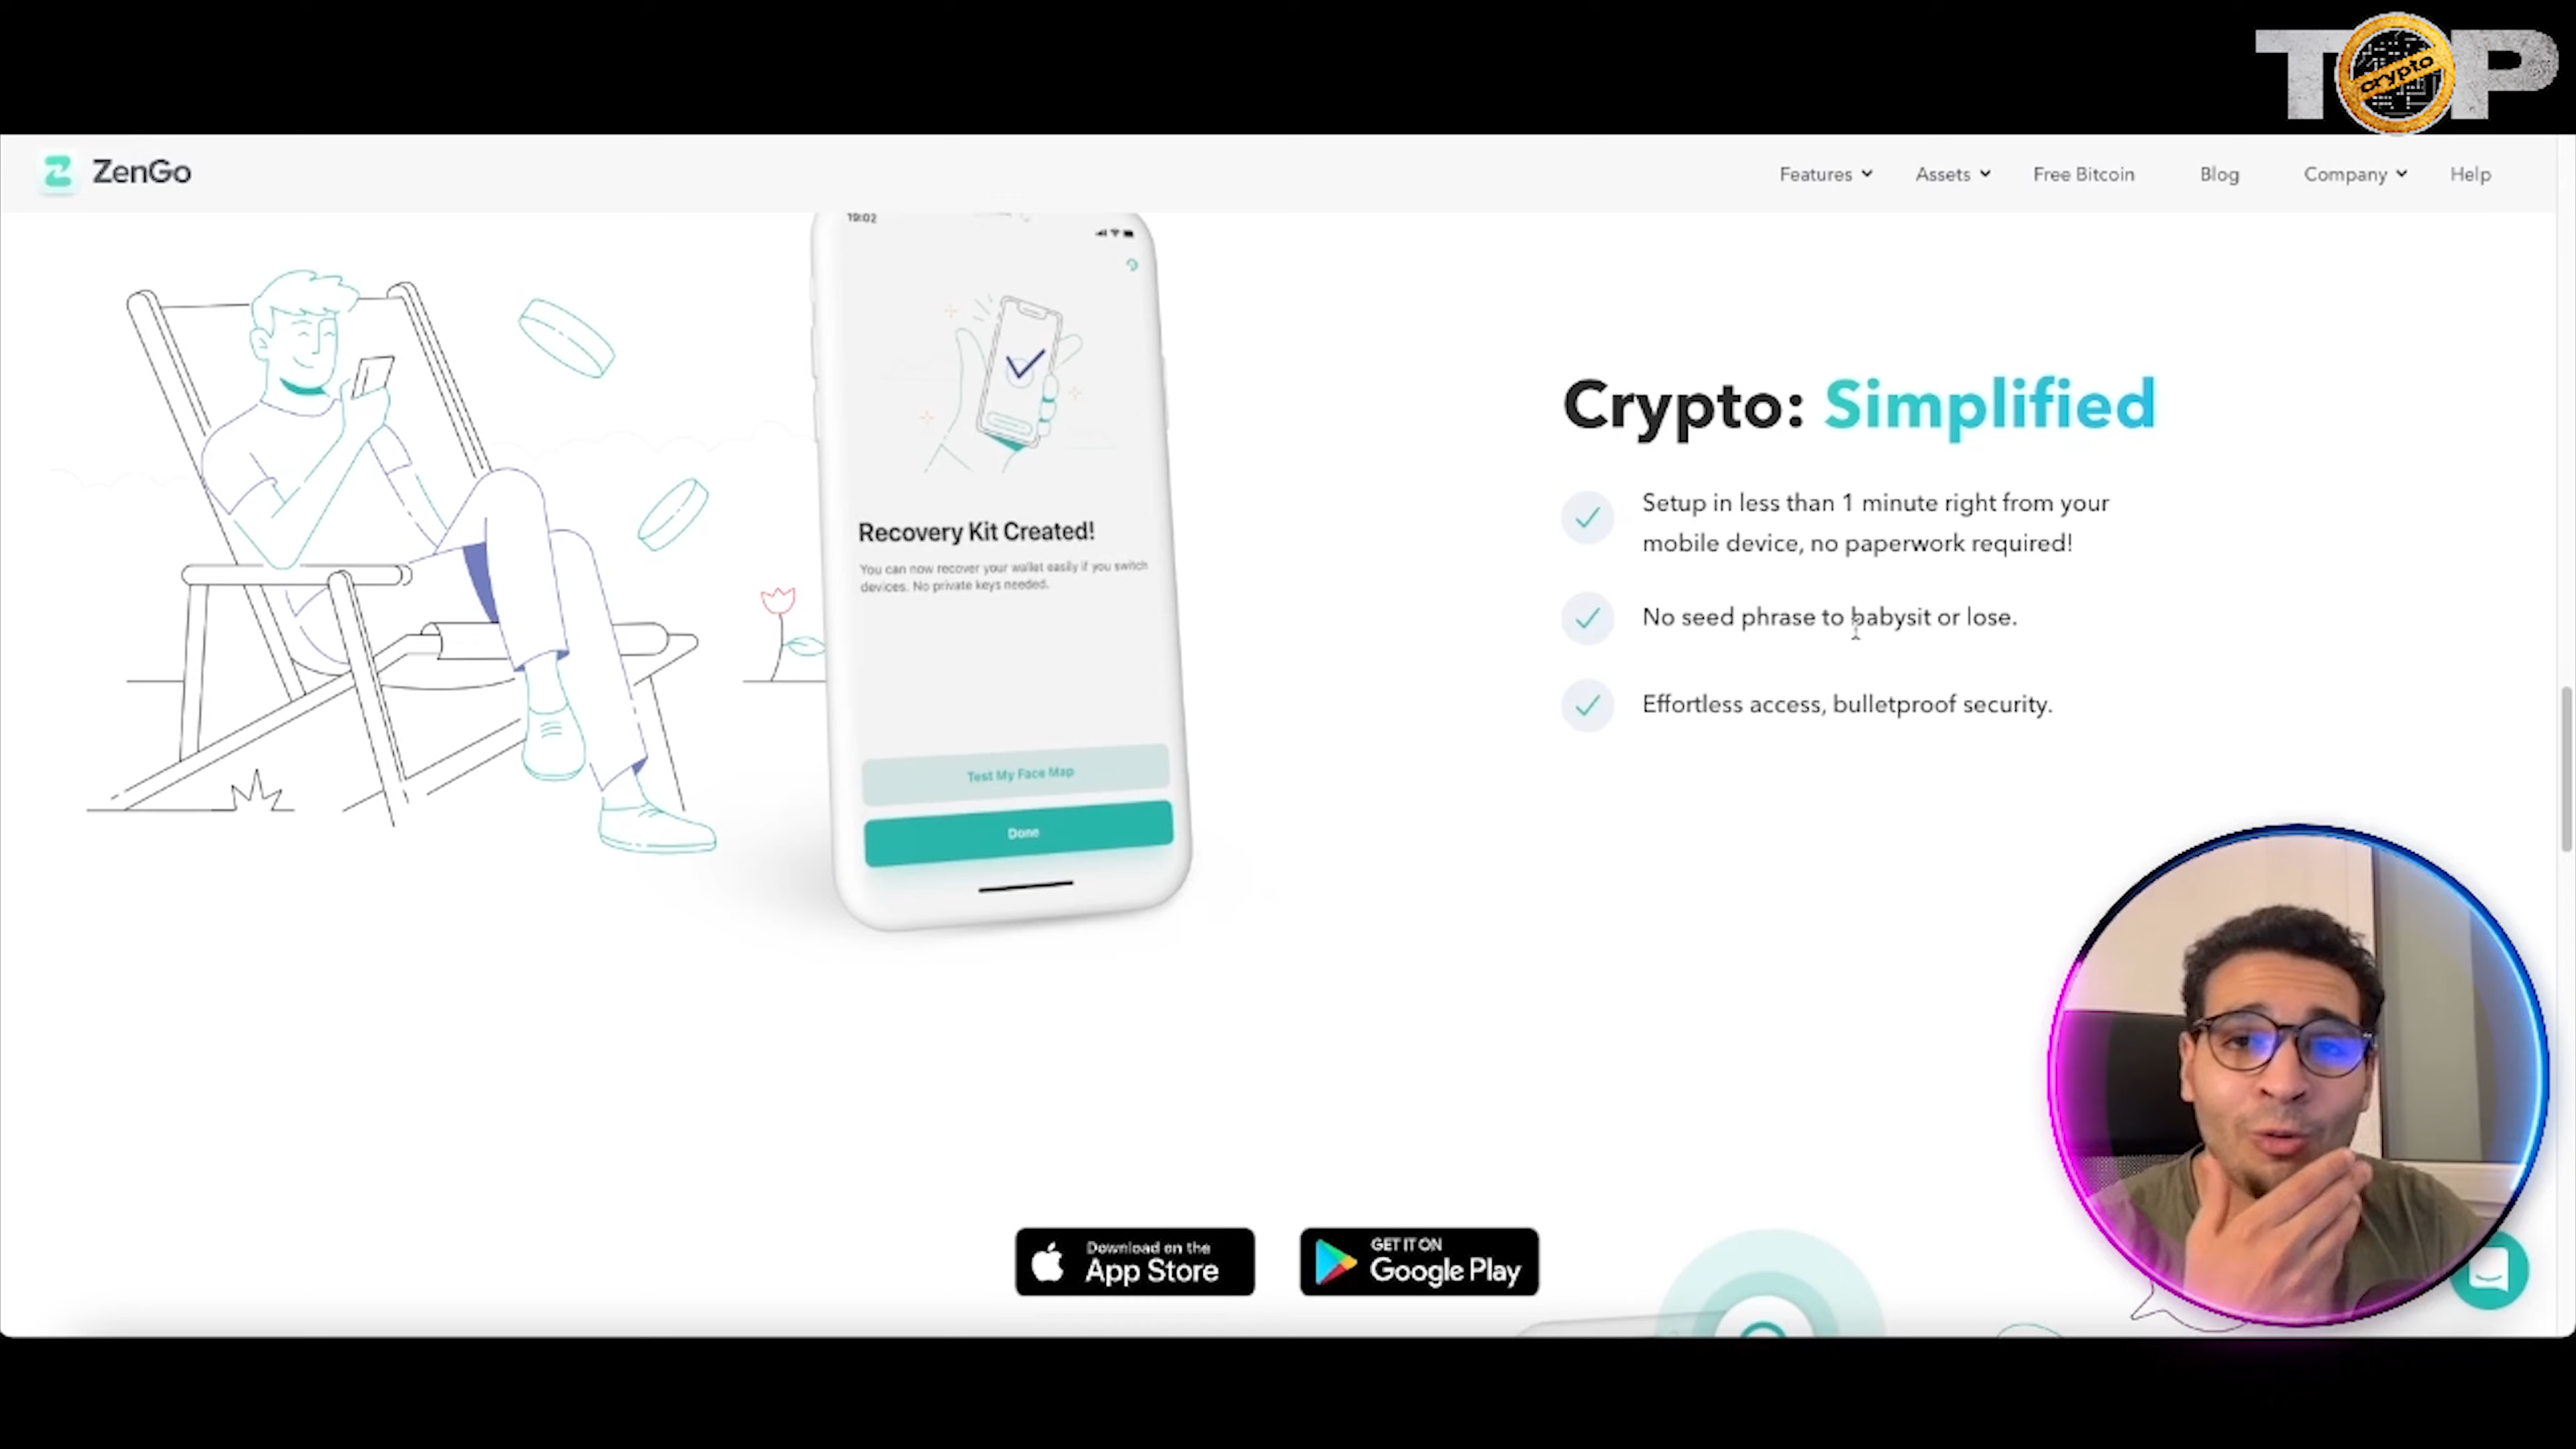 TOP
crypto
ZenGo
Features
Assets
Free Bitcoin
Blog
Company
Help
19:02
Recovery Kit Created!
You can now recover your wallet easily if you switch
devices. No private keys needed.
Test My Face Map
Done
Crypto: Simplified
Setup in less than 1 minute right from your
mobile device, no paperwork required!
No seed phrase to babysit or lose.
Effortless access, bulletproof security.
Download on the
App Store
GET IT ON
Google Play